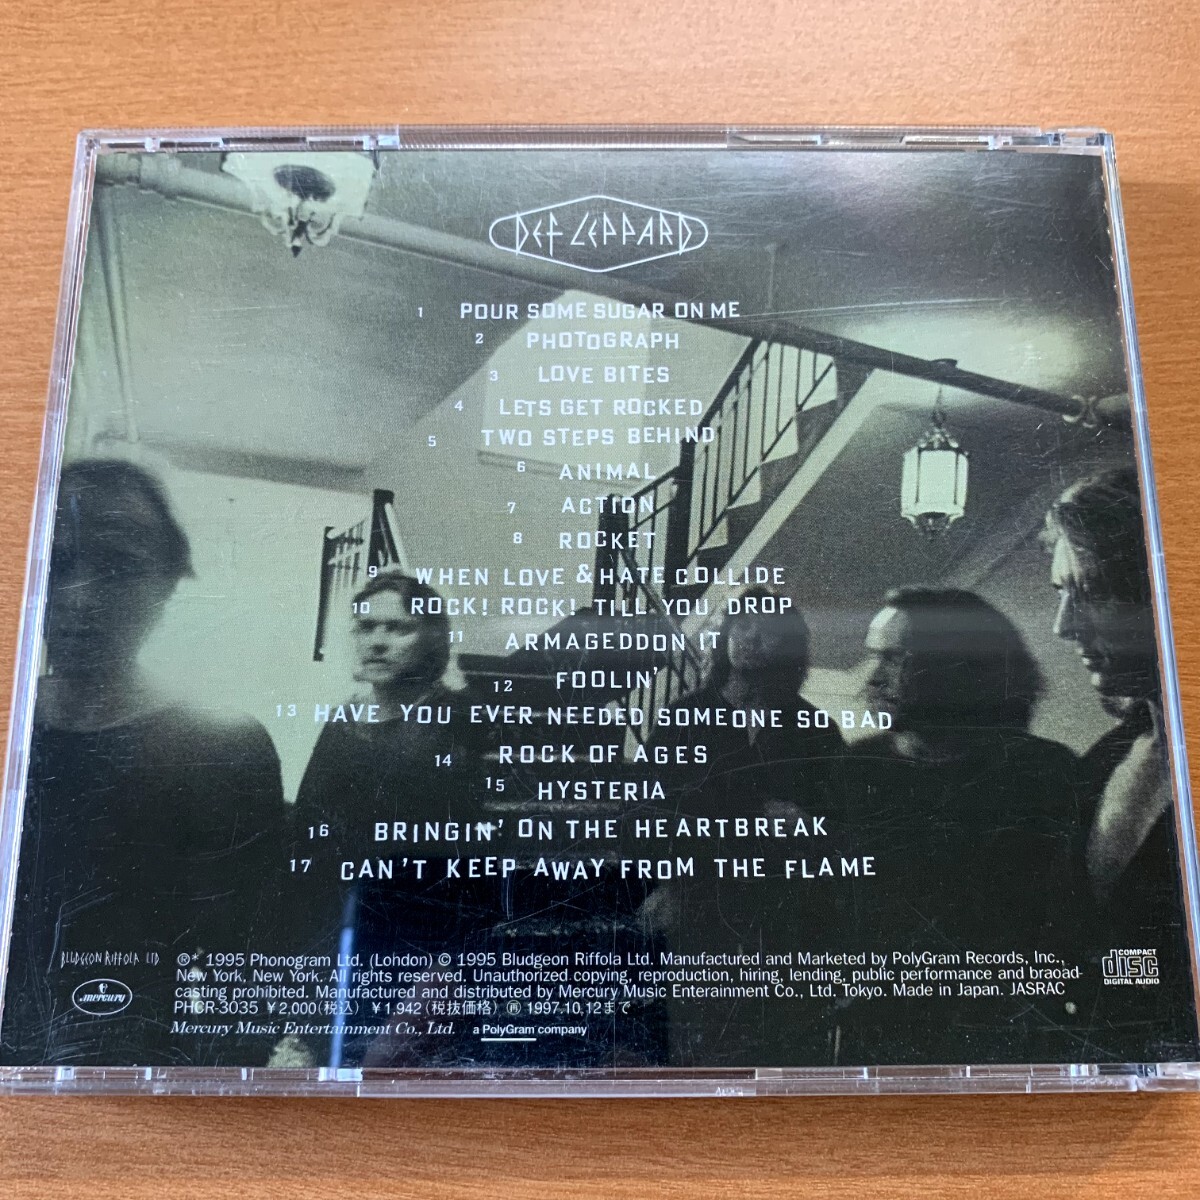 DEF LEPPARD
1 POUR SOME SUGAR ON ME
2 PHOTOGRAPH
3 LOVE BITES
4 LETS GET ROCKED
5 TWO STEPS BEHIND
6 ANIMAL
7 ACTION
8 ROCKET
9 WHEN LOVE & HATE COLLIDE
10 ROCK! ROCK! TILL YOU DROP
11 ARMAGEDDON IT
12 FOOLIN'
13 HAVE YOU EVER NEEDED SOMEONE SO BAD
14 ROCK OF AGES
15 HYSTERIA
16 BRINGIN' ON THE HEARTBREAK
17 CAN'T KEEP AWAY FROM THE FLAME
BLUDGEON RIFFOLA LTD
℗* 1995 Phonogram Ltd. (Lohdon) © 1995 Bludgeon Riffola Ltd. Manufactured and Marketed by PolyGram Records, Inc.,
New York, New York. All rights reserved. Unauthorized copying, reproduction, hiring, lending, public performance and braoad-
casting prohibited. Manufactured and distributed by Mercury Music Enterainment Co., Ltd. Tokyo. Made in Japan. JASRAC
PHCR-3035 ¥2,000(税込) ¥1,942(税抜価格) Ⓡ 1997.10.12まで
Mercury Music Entertainment Co., Ltd. a PolyGram company
mercury
COMPACT
disc
DIGITAL AUDIO